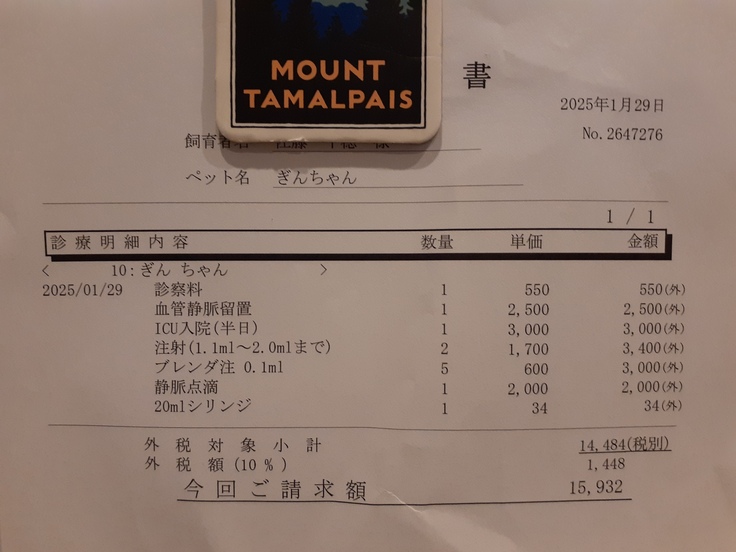 MOUNT
TAMALPAIS
書
2025年1月29日
No.2647276
飼育者名
ペット名 ぎんちゃん
1 / 1
診療明細内容 数量 単価 金額
< 10:ぎん ちゃん >
2025/01/29 診察料 1 550 550(外)
血管静脈留置 1 2,500 2,500(外)
ICU入院(半日) 1 3,000 3,000(外)
注射(1.1ml～2.0mlまで) 2 1,700 3,400(外)
ブレンダ注 0.1ml 5 600 3,000(外)
静脈点滴 1 2,000 2,000(外)
20mlシリンジ 1 34 34(外)
外税対象小計 14,484(税別)
外税額(10%) 1,448
今回ご請求額 15,932